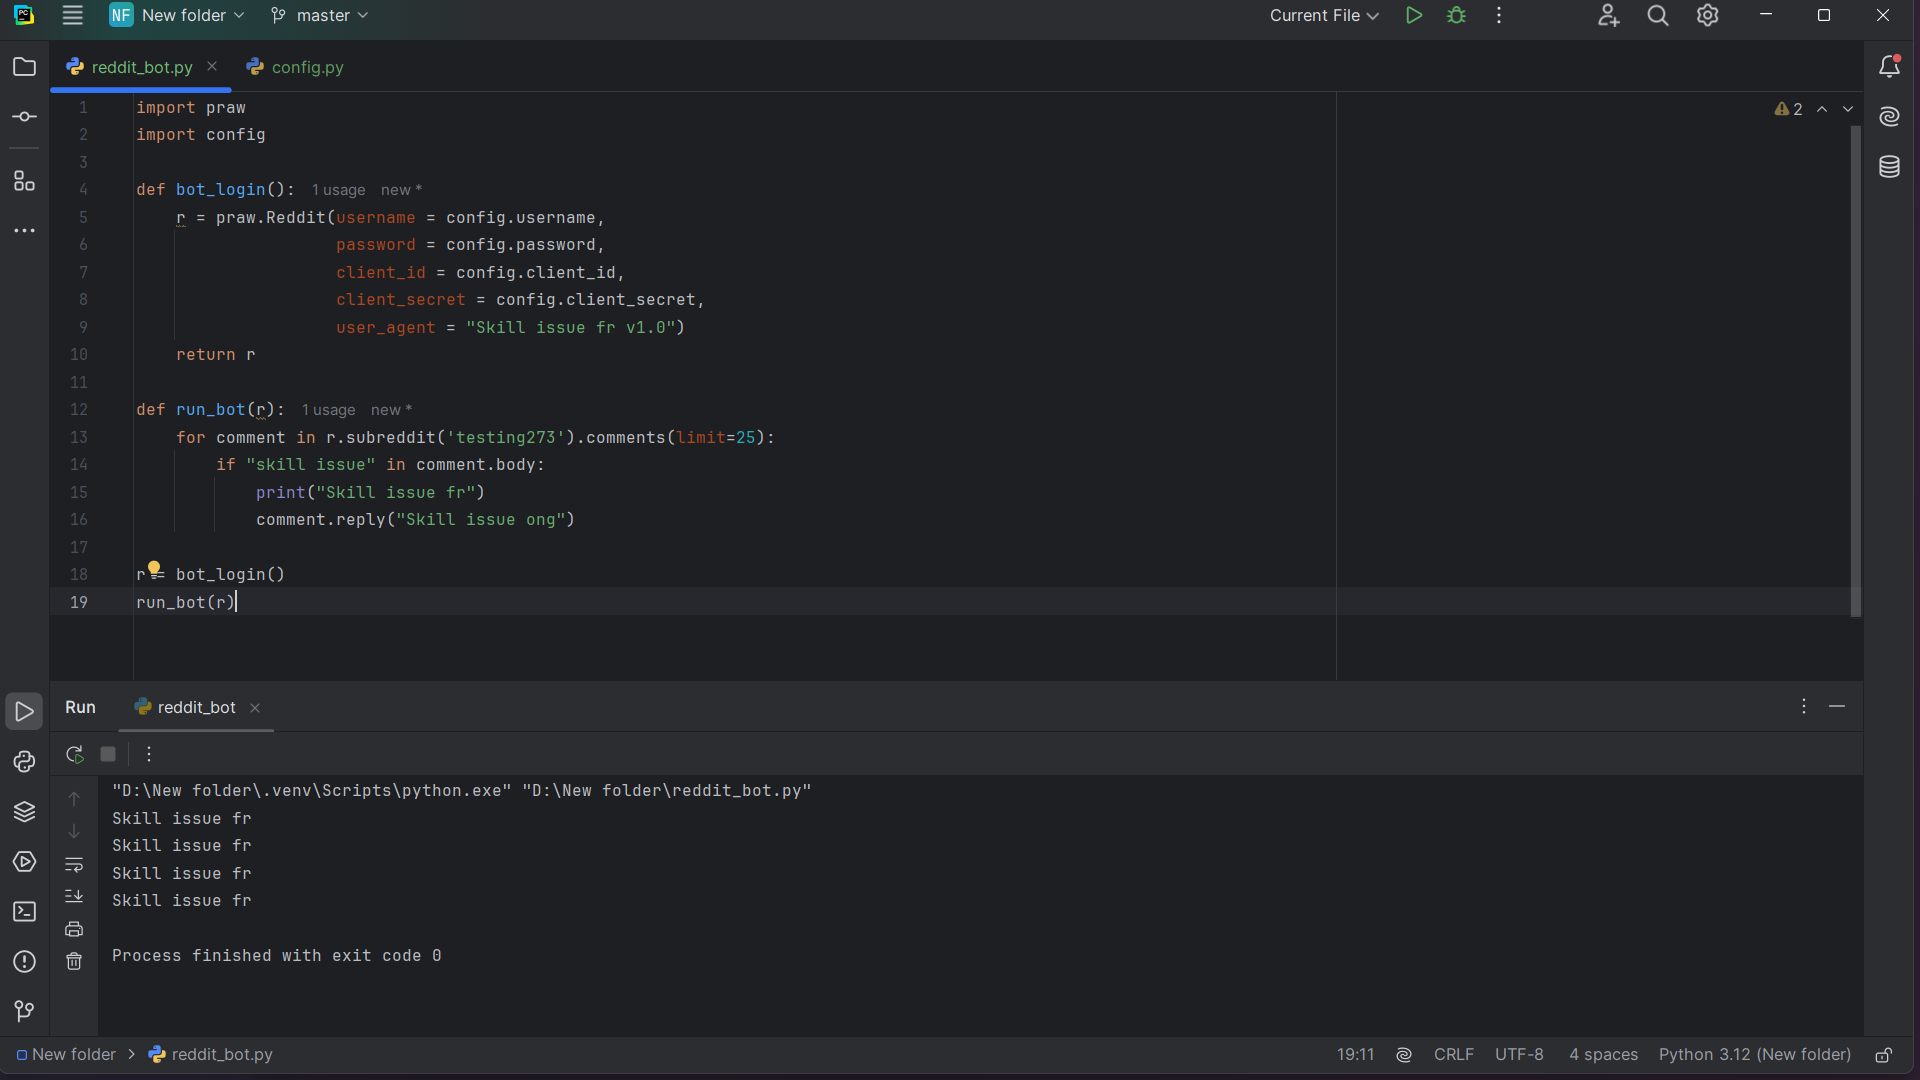 PC
NF New folder master Current File
reddit_bot.py config.py
1 import praw 2
2 import config
3
4 def bot_login(): 1 usage new *
5 r = praw.Reddit(username = config.username,
6 password = config.password,
7 client_id = config.client_id,
8 client_secret = config.client_secret,
9 user_agent = "Skill issue fr v1.0")
10 return r
11
12 def run_bot(r): 1 usage new *
13 for comment in r.subreddit('testing273').comments(limit=25):
14 if "skill issue" in comment.body:
15 print("Skill issue fr")
16 comment.reply("Skill issue ong")
17
18 r = bot_login()
19 run_bot(r)
Run reddit_bot
"D:\New folder\.venv\Scripts\python.exe" "D:\New folder\reddit_bot.py"
Skill issue fr
Skill issue fr
Skill issue fr
Skill issue fr
Process finished with exit code 0
New folder > reddit_bot.py 19:11 CRLF UTF-8 4 spaces Python 3.12 (New folder)